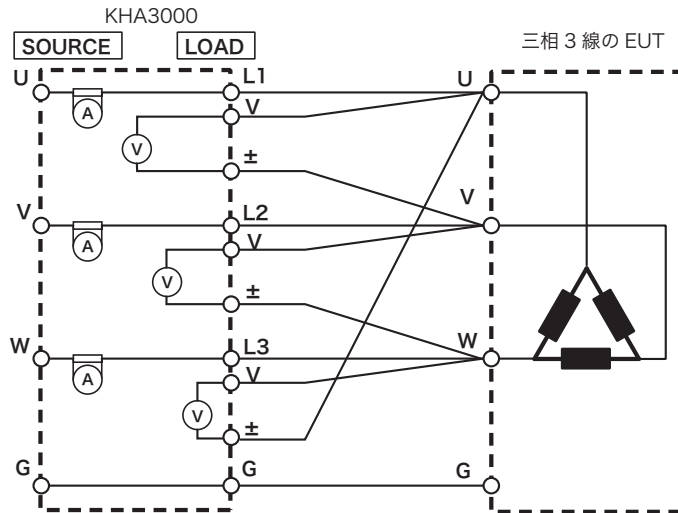 KHA3000
SOURCE LOAD
三相 3 線の EUT
U L1 U
A V
V
±
V L2 V
A V
V
±
W L3 W
A V
V
±
G G G